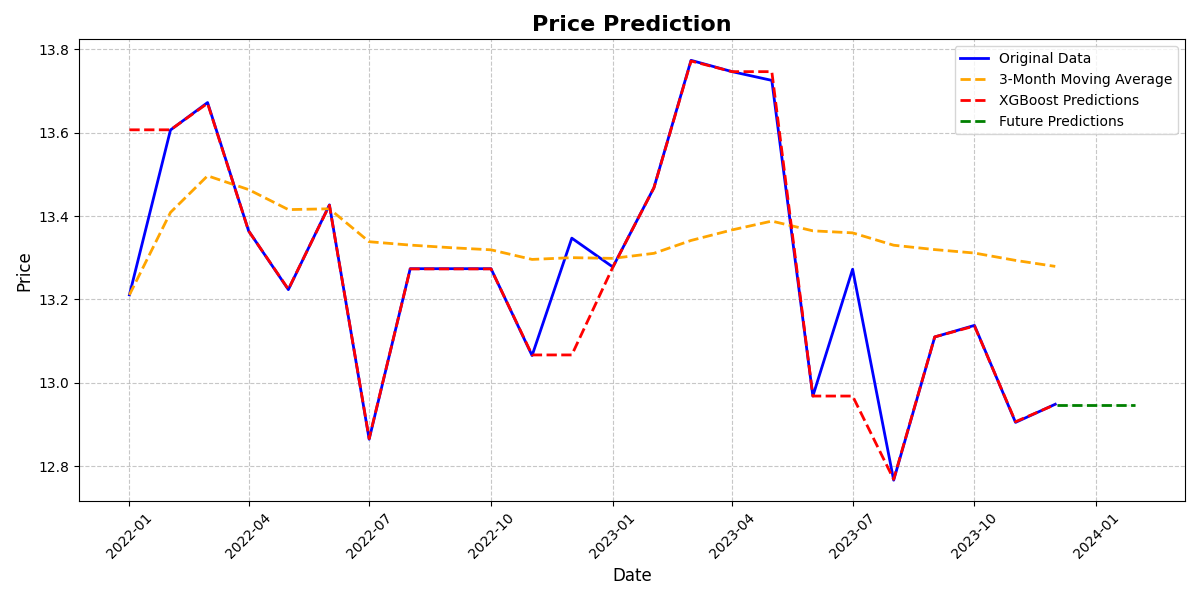 Price Prediction
Original Data
3-Month Moving Average
XGBoost Predictions
Future Predictions
Price
13.8
13.6
13.4
13.2
13.0
12.8
2022-01
2022-04
2022-07
2022-10
2023-01
2023-04
2023-07
2023-10
2024-01
Date